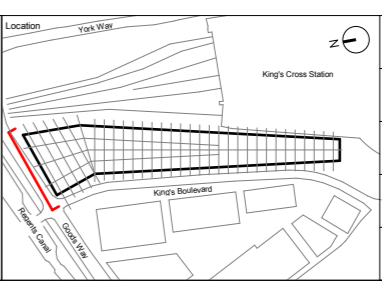 Location
York Way
N
King's Cross Station
King's Boulevard
Goods Way
Regents Canal